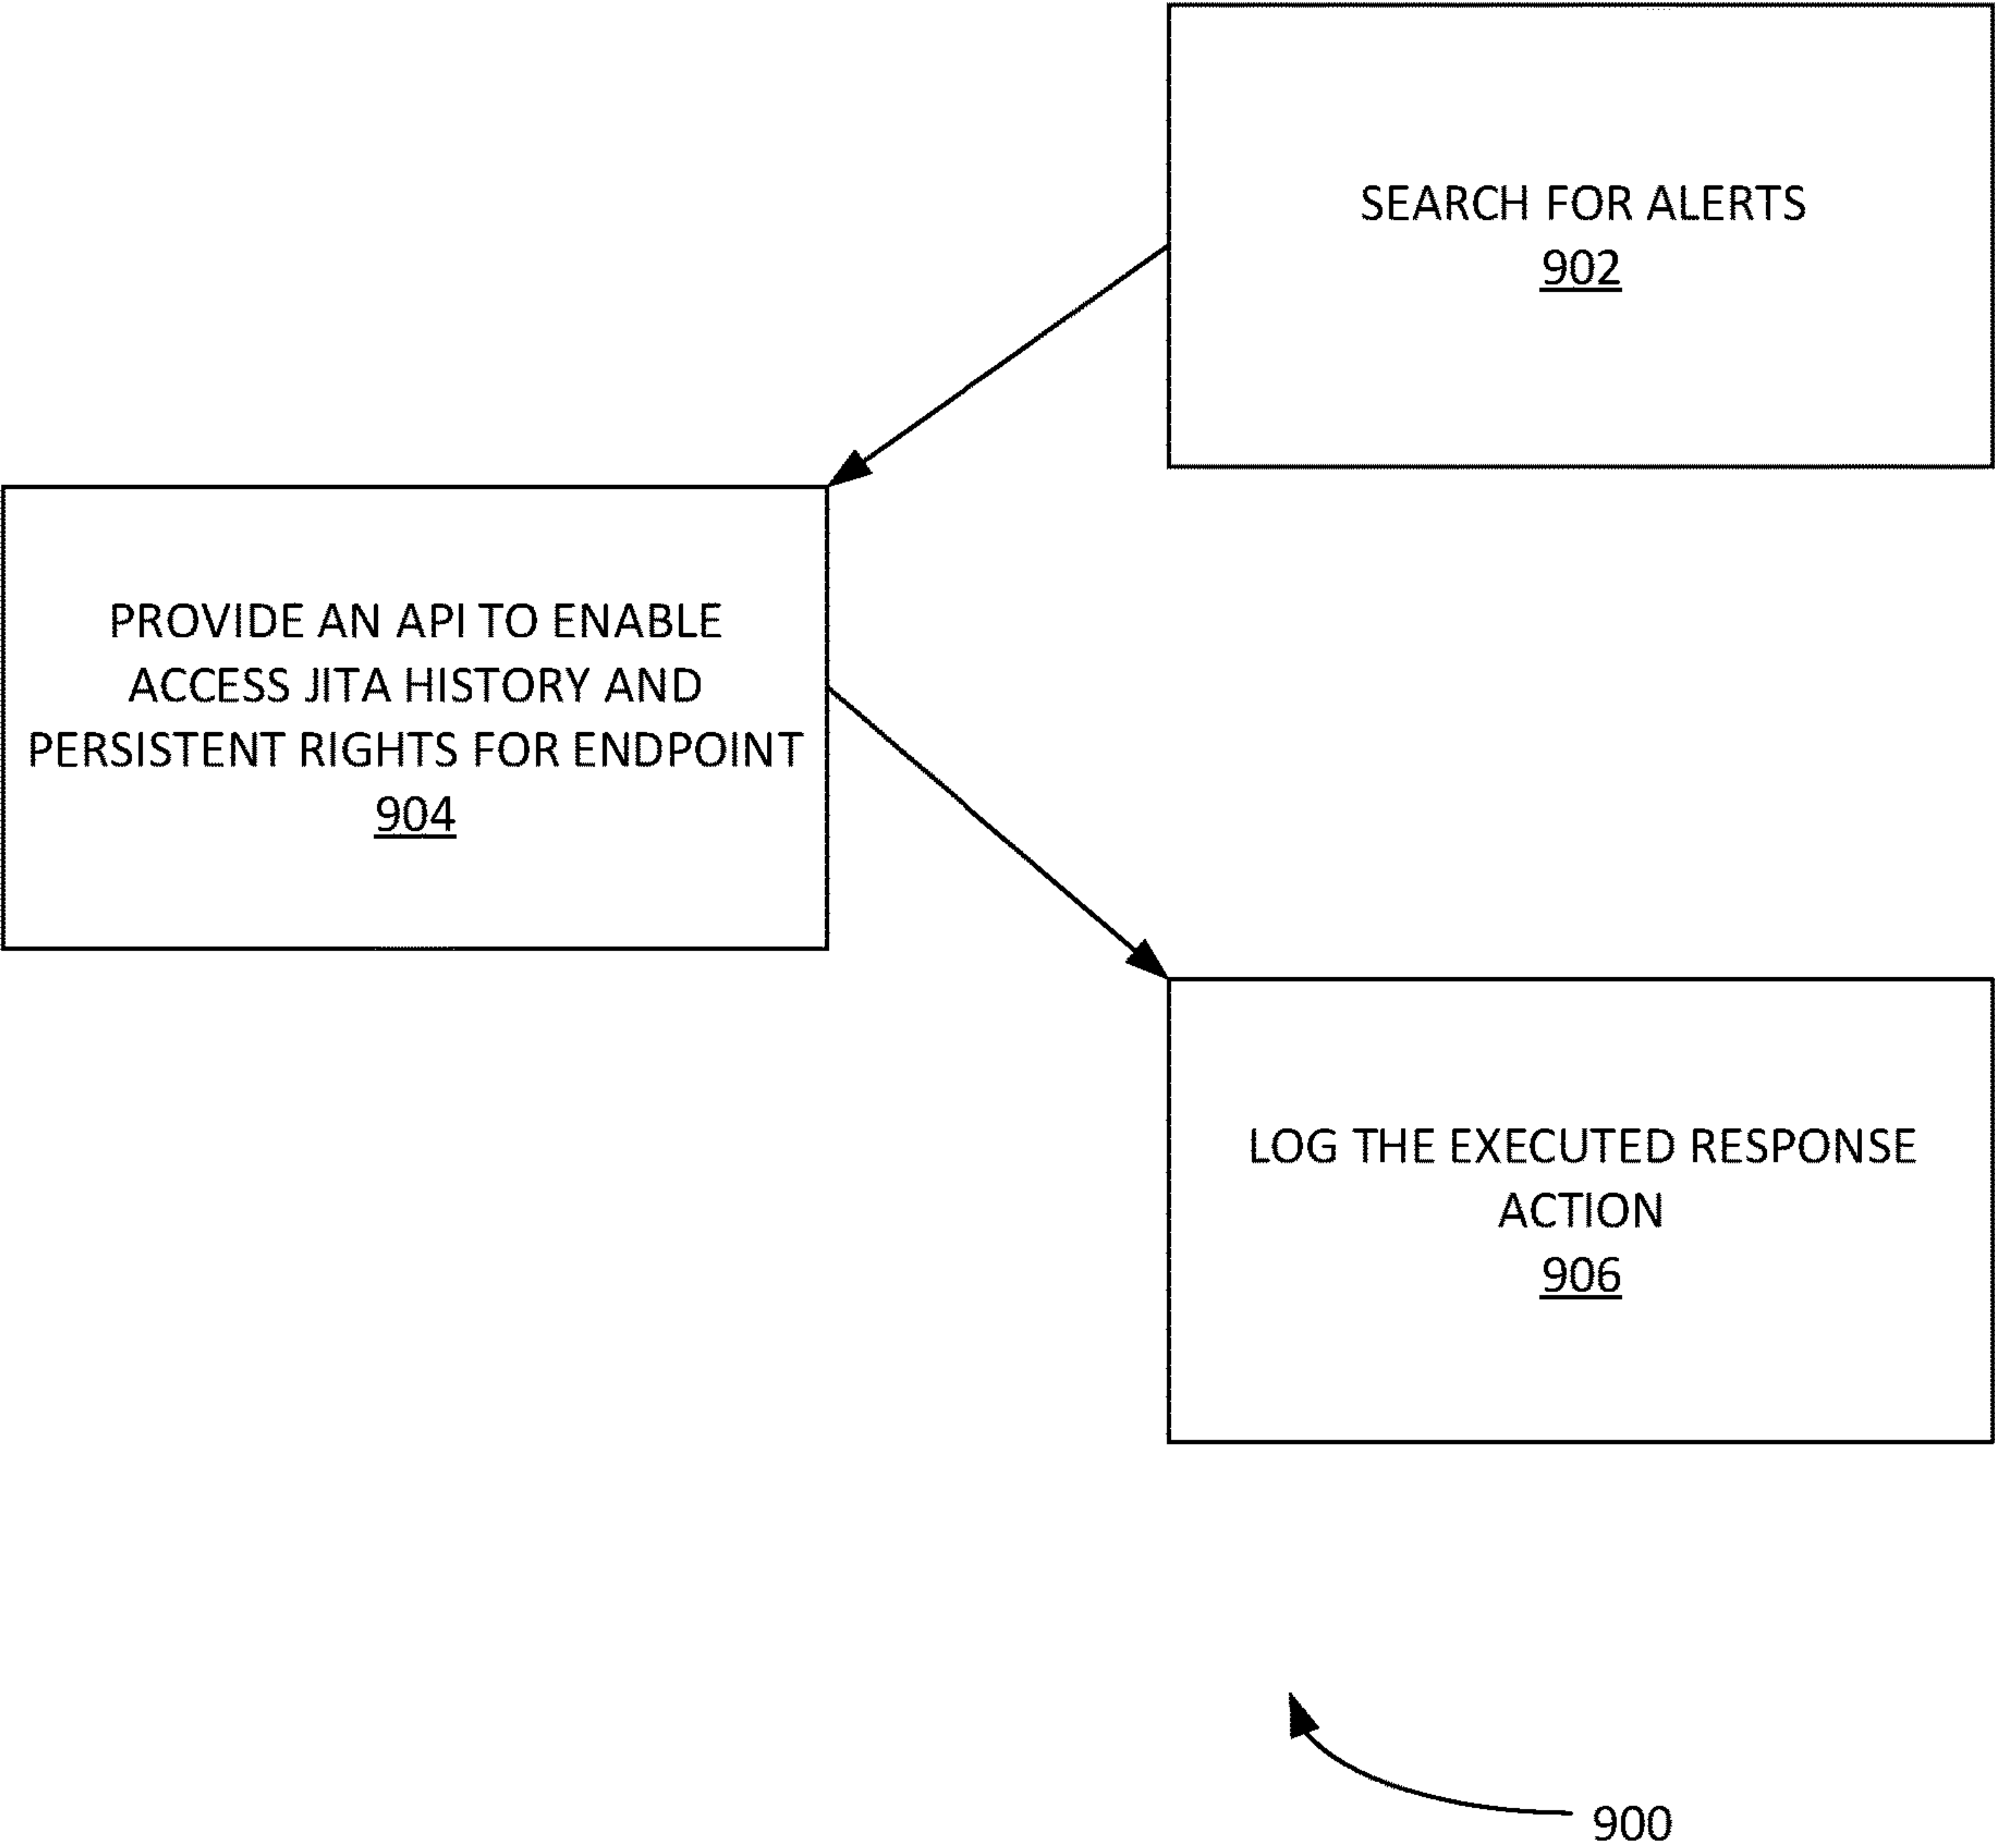 SEARCH FOR ALERTS
902
PROVIDE AN API TO ENABLE
ACCESS JITA HISTORY AND
PERSISTENT RIGHTS FOR ENDPOINT
904
LOG THE EXECUTED RESPONSE
ACTION
906
900